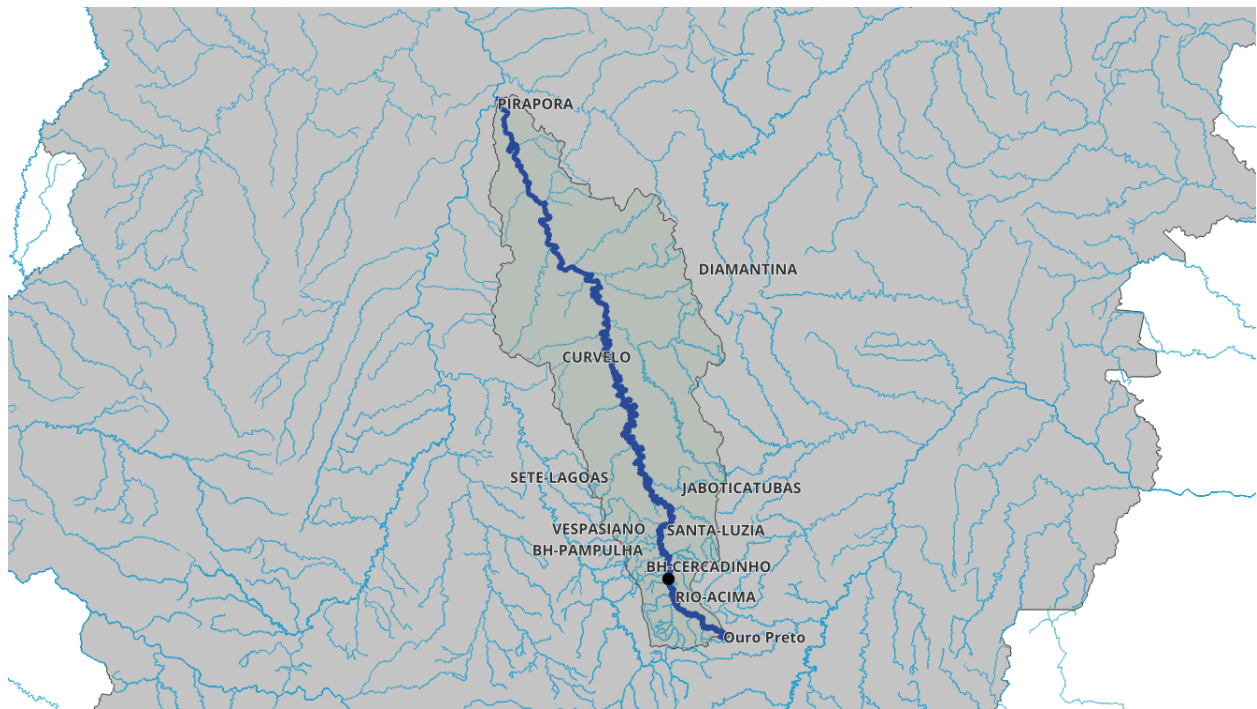 PIRAPORA
DIAMANTINA
CURVELO
SETE-LAGOAS
JABOTICATUBAS
VESPASIANO
SANTA-LUZIA
BH-PAMPULHA
BH-CERCADINHO
RIO-ACIMA
Ouro Preto